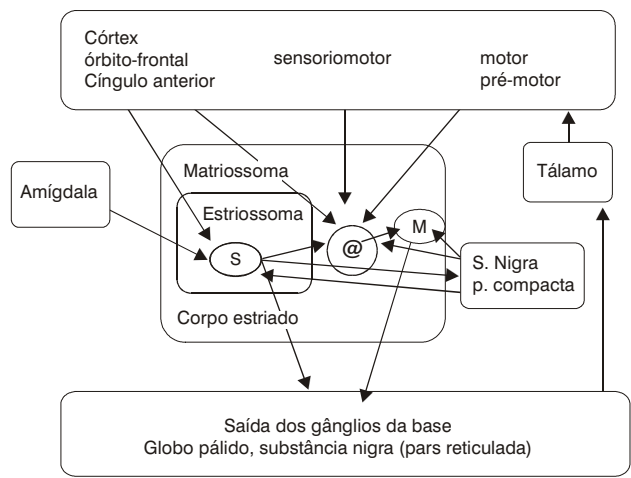 Córtex
órbito-frontal
Cíngulo anterior
sensoriomotor
motor
pré-motor
Matriossoma
Tálamo
Amígdala
Estriossoma
M
@
S
S. Nigra
p. compacta
Corpo estriado
Saída dos gânglios da base
Globo pálido, substância nigra (pars reticulada)